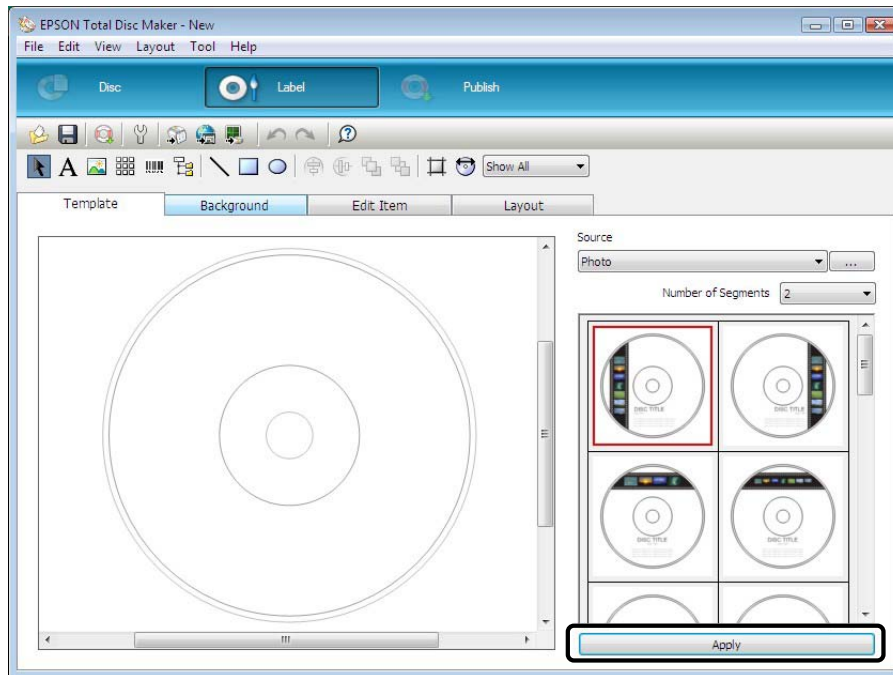 EPSON Total Disc Maker - New
File Edit View Layout Tool Help
Disc Label Publish
A Show All
Template Background Edit Item Layout
Source
Photo ...
Number of Segments 2
DISC TITLE DISC TITLE
DISC TITLE DISC TITLE
Apply